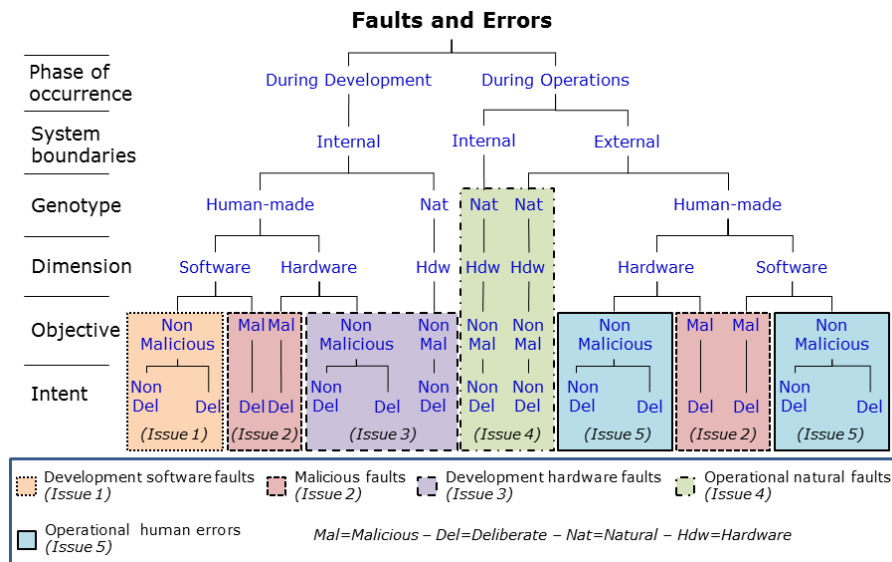 Faults and Errors
Phase of
occurrence
During Development
During Operations
System
boundaries
Internal
Internal
External
Genotype
Human-made
Nat
Nat
Nat
Human-made
Dimension
Software
Hardware
Hdw
Hdw
Hdw
Hardware
Software
Objective
Non
Malicious
Mal
Mal
Non
Malicious
Non
Mal
Non
Mal
Non
Mal
Non
Malicious
Mal
Mal
Non
Malicious
Intent
Non
Del
Del
Del
Del
Non
Del
Del
Non
Del
Non
Del
Non
Del
Non
Del
Del
Del
Del
Non
Del
Del
(Issue 1)
(Issue 2)
(Issue 3)
(Issue 4)
(Issue 5)
(Issue 2)
(Issue 5)
Development software faults
(Issue 1)
Malicious faults
(Issue 2)
Development hardware faults
(Issue 3)
Operational natural faults
(Issue 4)
Operational human errors
(Issue 5)
Mal=Malicious – Del=Deliberate – Nat=Natural – Hdw=Hardware